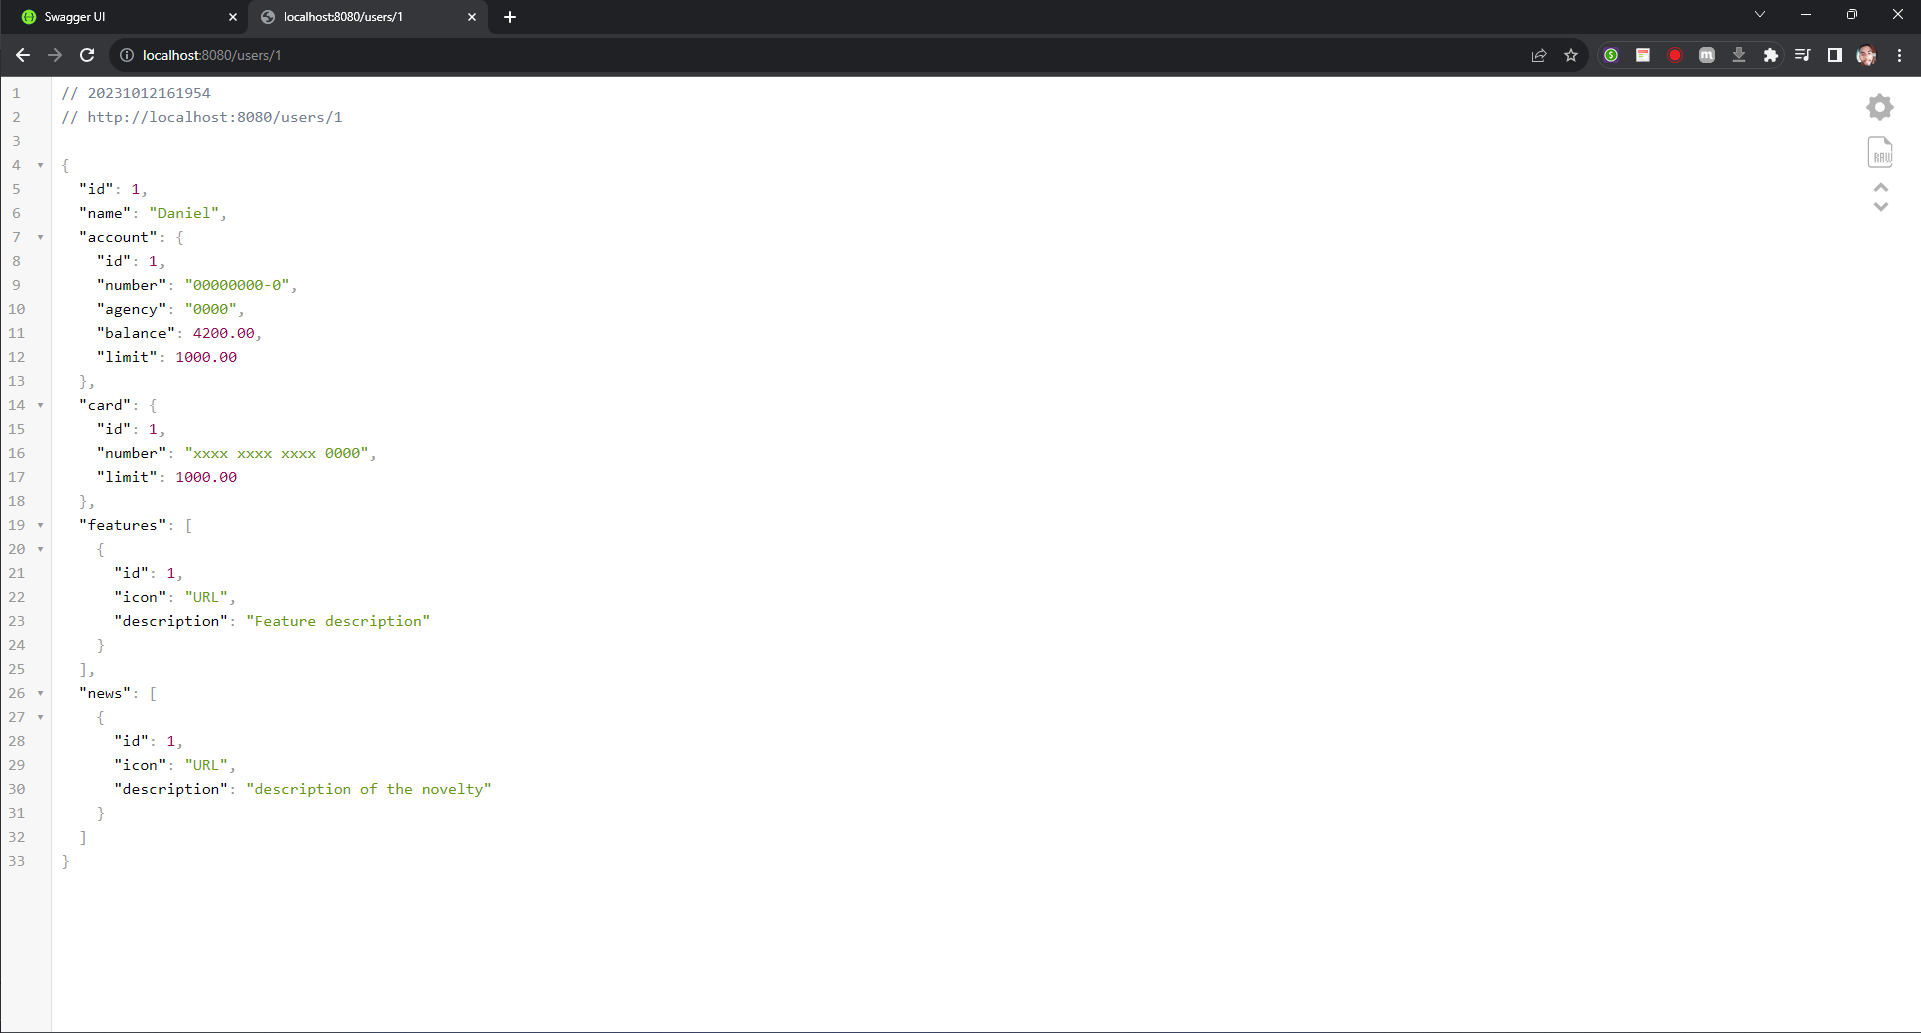 Swagger UI
localhost:8080/users/1
localhost:8080/users/1
1 // 20231012161954
2 // http://localhost:8080/users/1
3
4 {
5 "id": 1,
6 "name": "Daniel",
7 "account": {
8 "id": 1,
9 "number": "00000000-0",
10 "agency": "0000",
11 "balance": 4200.00,
12 "limit": 1000.00
13 },
14 "card": {
15 "id": 1,
16 "number": "xxxx xxxx xxxx 0000",
17 "limit": 1000.00
18 },
19 "features": [
20 {
21 "id": 1,
22 "icon": "URL",
23 "description": "Feature description"
24 }
25 ],
26 "news": [
27 {
28 "id": 1,
29 "icon": "URL",
30 "description": "description of the novelty"
31 }
32 ]
33 }
RAW
m